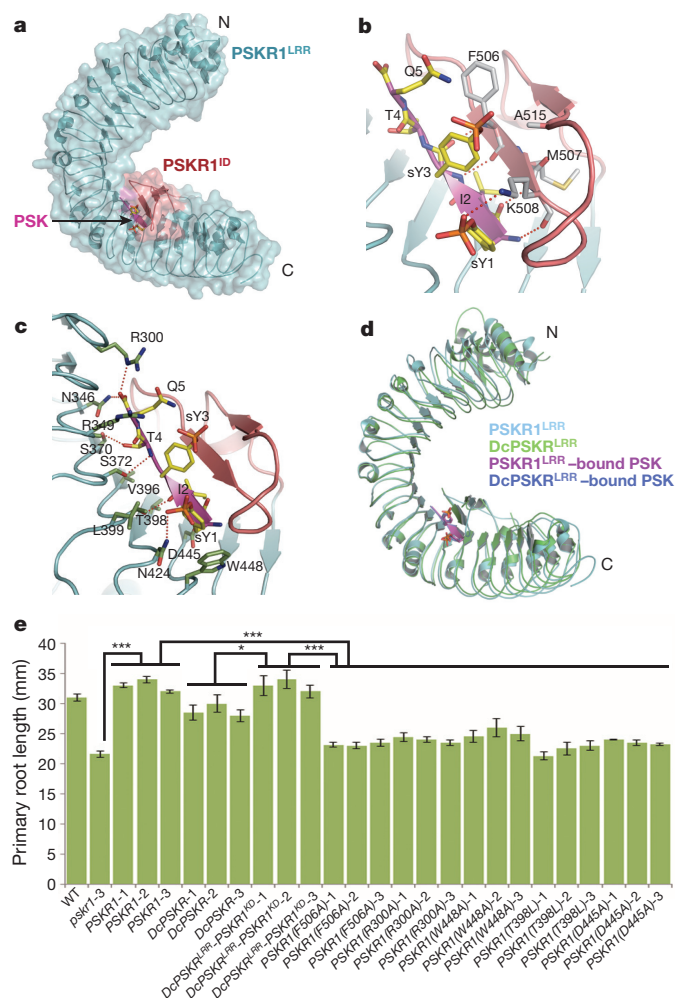 a
N
PSKR1LRR
PSKR1ID
PSK
C
b
F506
Q5
A515
T4
M507
sY3
I2
K508
sY1
c
R300
N346
Q5
R349
sY3
T4
S370
S372
V396
I2
T398
L399
sY1
D445
N424
W448
d
N
PSKR1LRR
DcPSKRLRR
PSKR1LRR–bound PSK
DcPSKRLRR–bound PSK
C
e
Primary root length (mm)
40
35
30
25
20
15
10
5
0
***
***
*
***
WT
pskr1-3
PSKR1-1
PSKR1-2
PSKR1-3
DcPSKR-1
DcPSKR-2
DcPSKR-3
DcPSKRLRR-PSKR1KD-1
DcPSKRLRR-PSKR1KD-2
DcPSKRLRR-PSKR1KD-3
PSKR1(F506A)-1
PSKR1(F506A)-2
PSKR1(F506A)-3
PSKR1(R300A)-1
PSKR1(R300A)-2
PSKR1(R300A)-3
PSKR1(W448A)-1
PSKR1(W448A)-2
PSKR1(W448A)-3
PSKR1(T398L)-1
PSKR1(T398L)-2
PSKR1(T398L)-3
PSKR1(D445A)-1
PSKR1(D445A)-2
PSKR1(D445A)-3